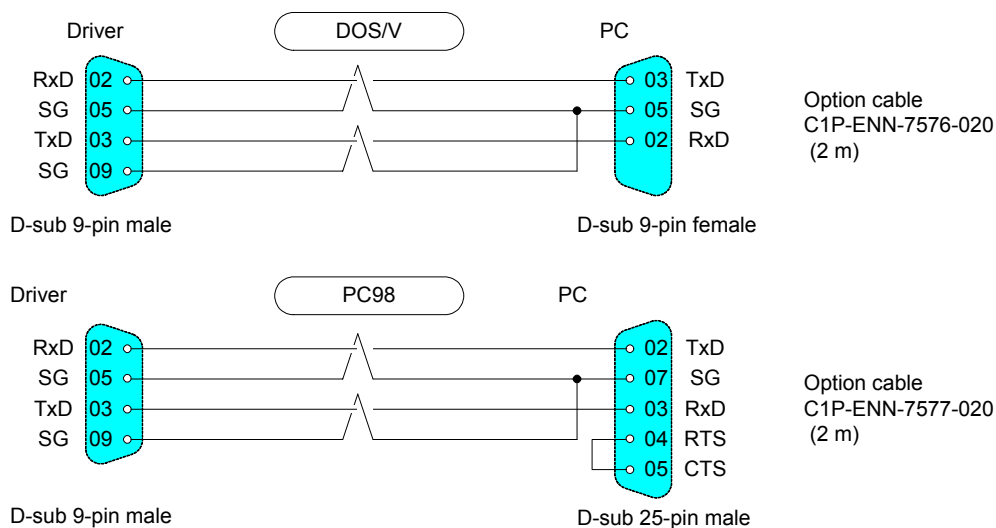 Driver DOS/V PC
RxD 02 03 TxD
SG 05 05 SG
TxD 03 02 RxD
SG 09
Option cable
C1P-ENN-7576-020
(2 m)
D-sub 9-pin male D-sub 9-pin female
Driver PC98 PC
RxD 02 02 TxD
SG 05 07 SG
TxD 03 03 RxD
SG 09 04 RTS
05 CTS
Option cable
C1P-ENN-7577-020
(2 m)
D-sub 9-pin male D-sub 25-pin male